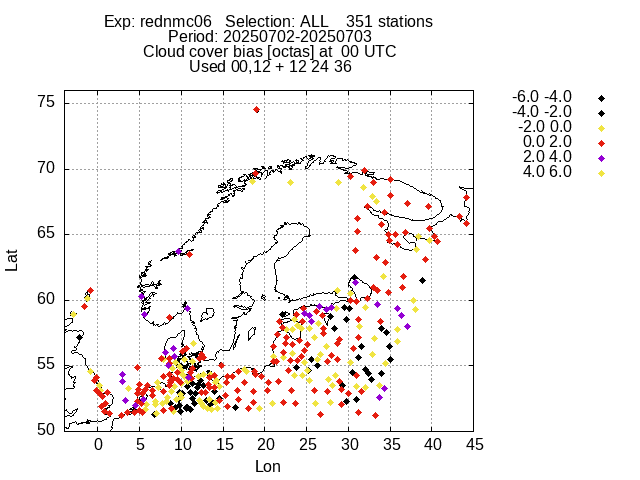 Exp: rednmc06   Selection: ALL    351 stations
Period: 20250702-20250703
Cloud cover bias [octas] at  00 UTC
Used 00,12 + 12 24 36
-6.0 -4.0
-4.0 -2.0
-2.0 0.0
0.0 2.0
2.0 4.0
4.0 6.0
75
70
65
60
55
50
Lat
0 5 10 15 20 25 30 35 40 45
Lon